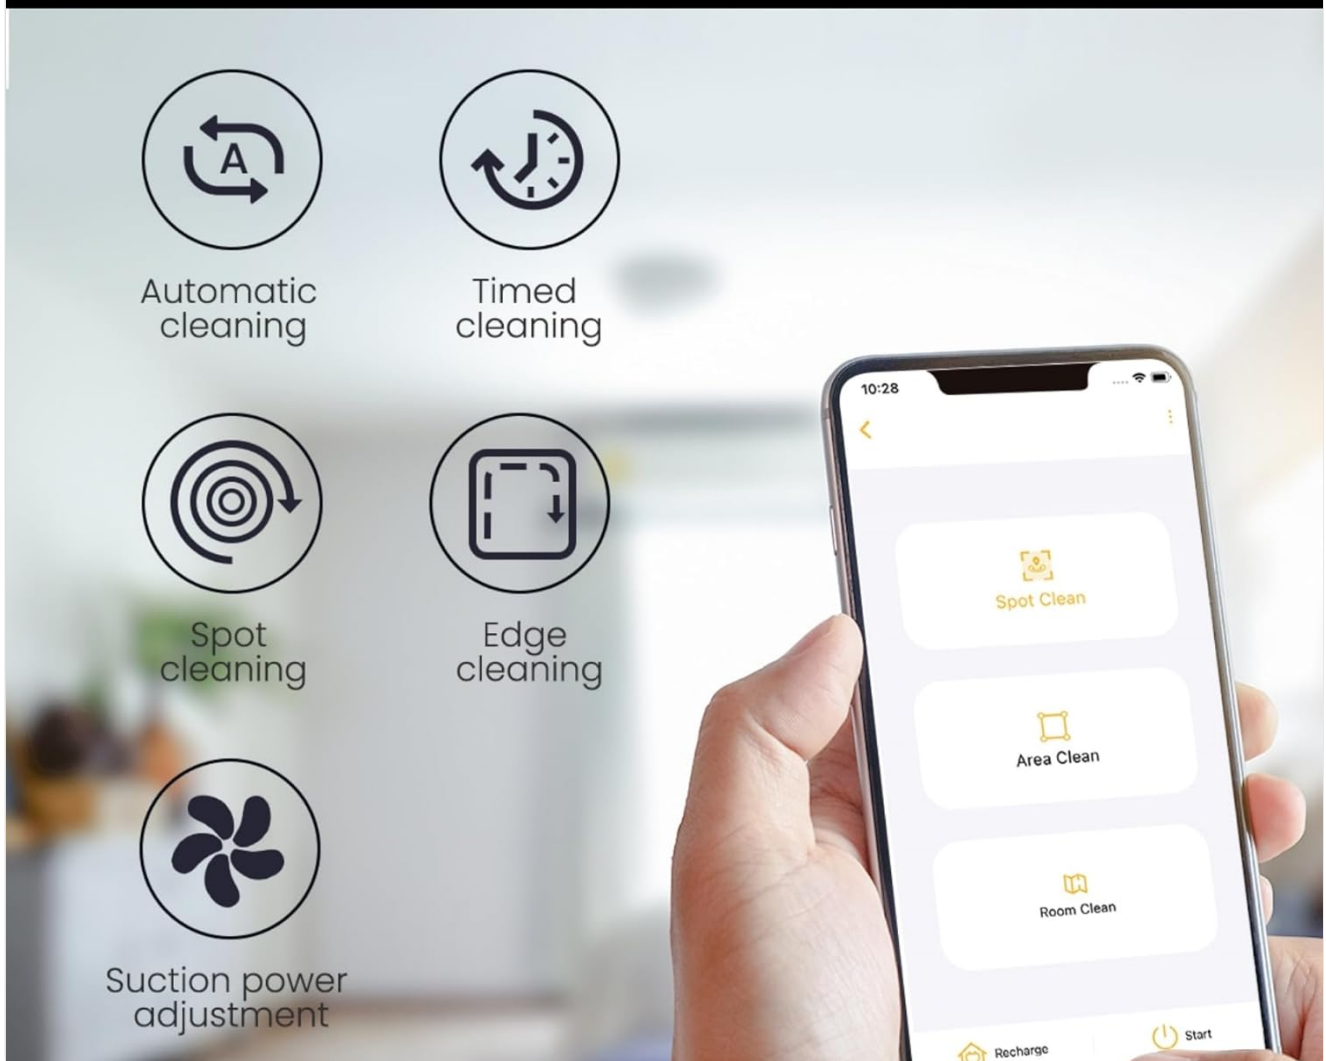 Automatic
cleaning
Timed
cleaning
Spot
cleaning
Edge
cleaning
Suction power
adjustment
10:28
Spot Clean
Area Clean
Room Clean
Recharge
Start